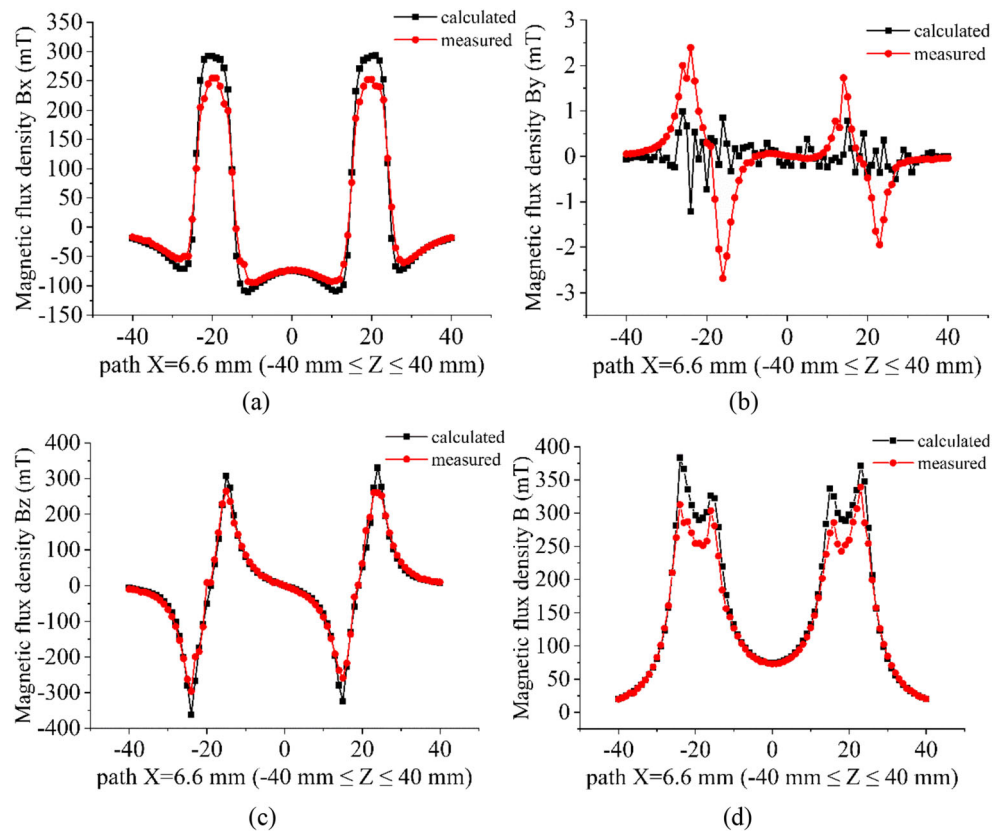 Magnetic flux density Bx (mT)
350
300
250
200
150
100
50
0
-50
-100
-150
calculated
measured
-40 -20 0 20 40
path X=6.6 mm (-40 mm ≤ Z ≤ 40 mm)
(a)
Magnetic flux density By (mT)
3
2
1
0
-1
-2
-3
calculated
measured
-40 -20 0 20 40
path X=6.6 mm (-40 mm ≤ Z ≤ 40 mm)
(b)
Magnetic flux density Bz (mT)
400
300
200
100
0
-100
-200
-300
-400
calculated
measured
-40 -20 0 20 40
path X=6.6 mm (-40 mm ≤ Z ≤ 40 mm)
(c)
Magnetic flux density B (mT)
400
350
300
250
200
150
100
50
0
calculated
measured
-40 -20 0 20 40
path X=6.6 mm (-40 mm ≤ Z ≤ 40 mm)
(d)